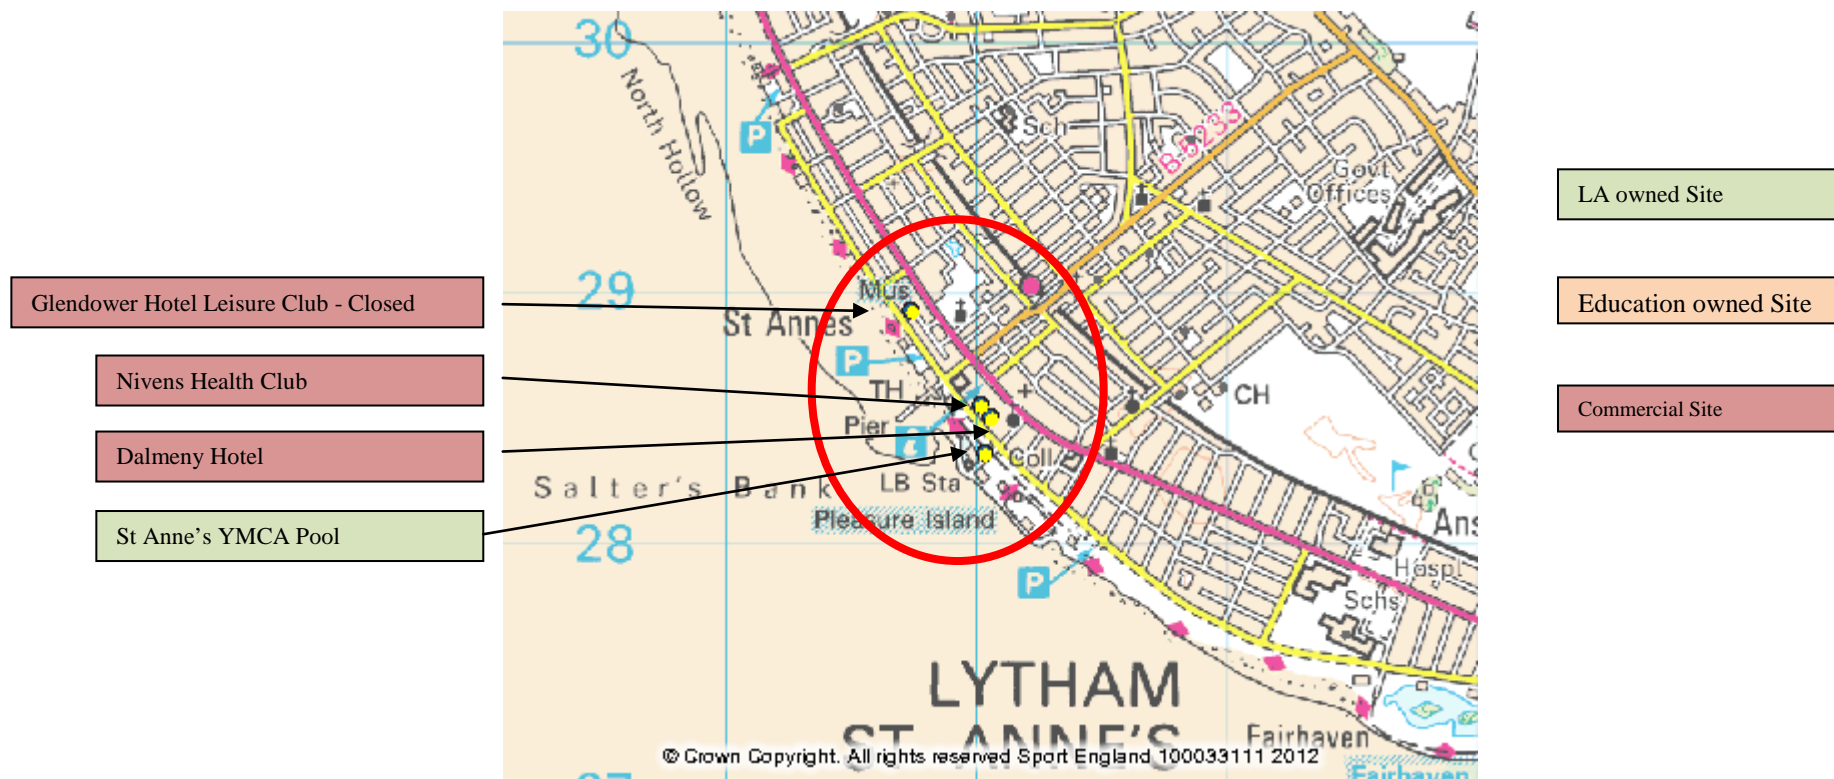 30
North Hollow
P
Sch
B 5233
Govt
Offices
LA owned Site
Education owned Site
Commercial Site
29
Mus
St Annes
Glendower Hotel Leisure Club - Closed
Nivens Health Club
Dalmeny Hotel
St Anne’s YMCA Pool
P
TH
CH
Pier
i
Coll
Salter's Bank
LB Sta
Pleasure Island
28
Ans
Hospl
P
Schs
LYTHAM
ST ANNE'S
Fairhaven
© Crown Copyright. All rights reserved Sport England 100033111 2012
Fairhaven